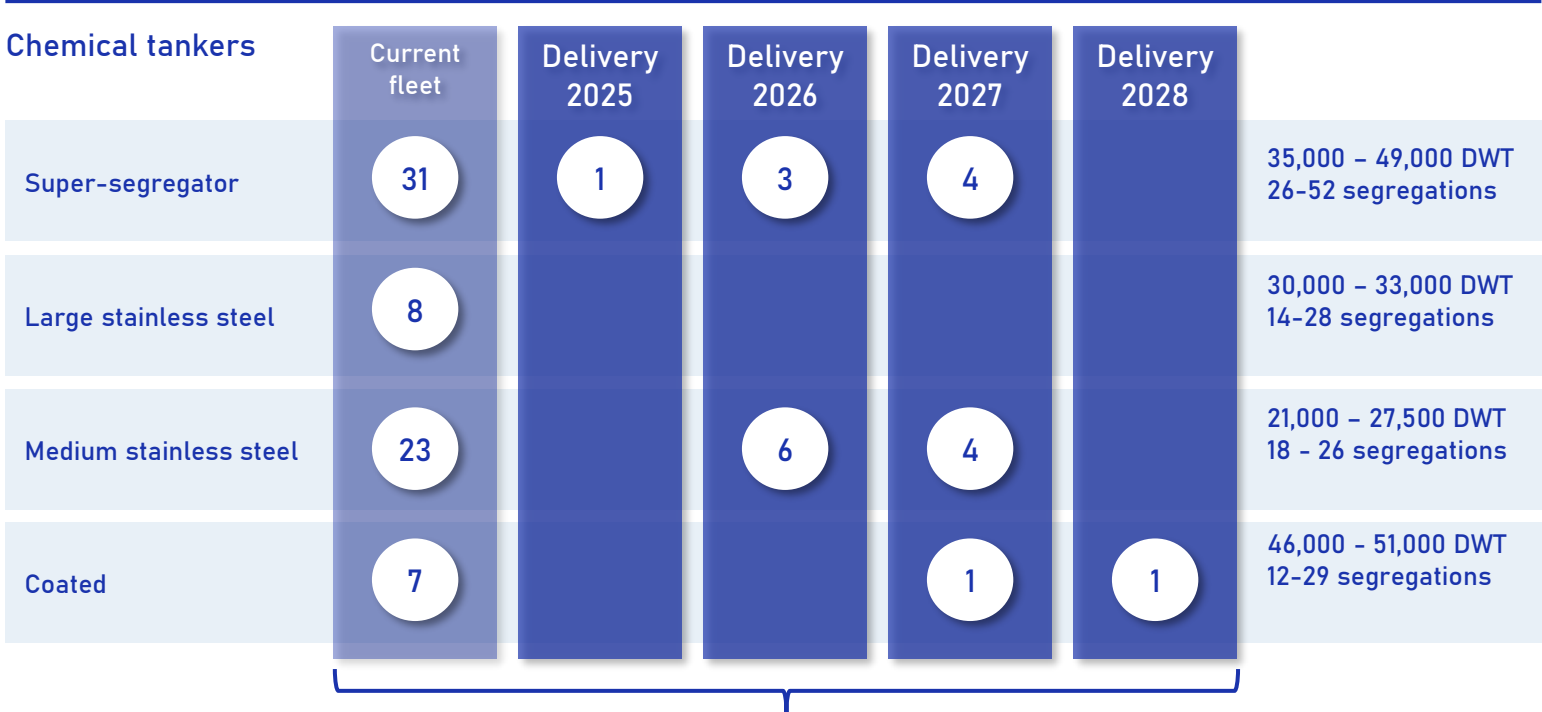 Chemical tankers
Current
fleet
Delivery
2025
Delivery
2026
Delivery
2027
Delivery
2028
Super-segregator
31
1
3
4
35,000 – 49,000 DWT
26-52 segregations
Large stainless steel
8
30,000 – 33,000 DWT
14-28 segregations
Medium stainless steel
23
6
4
21,000 – 27,500 DWT
18 - 26 segregations
Coated
7
1
1
46,000 - 51,000 DWT
12-29 segregations